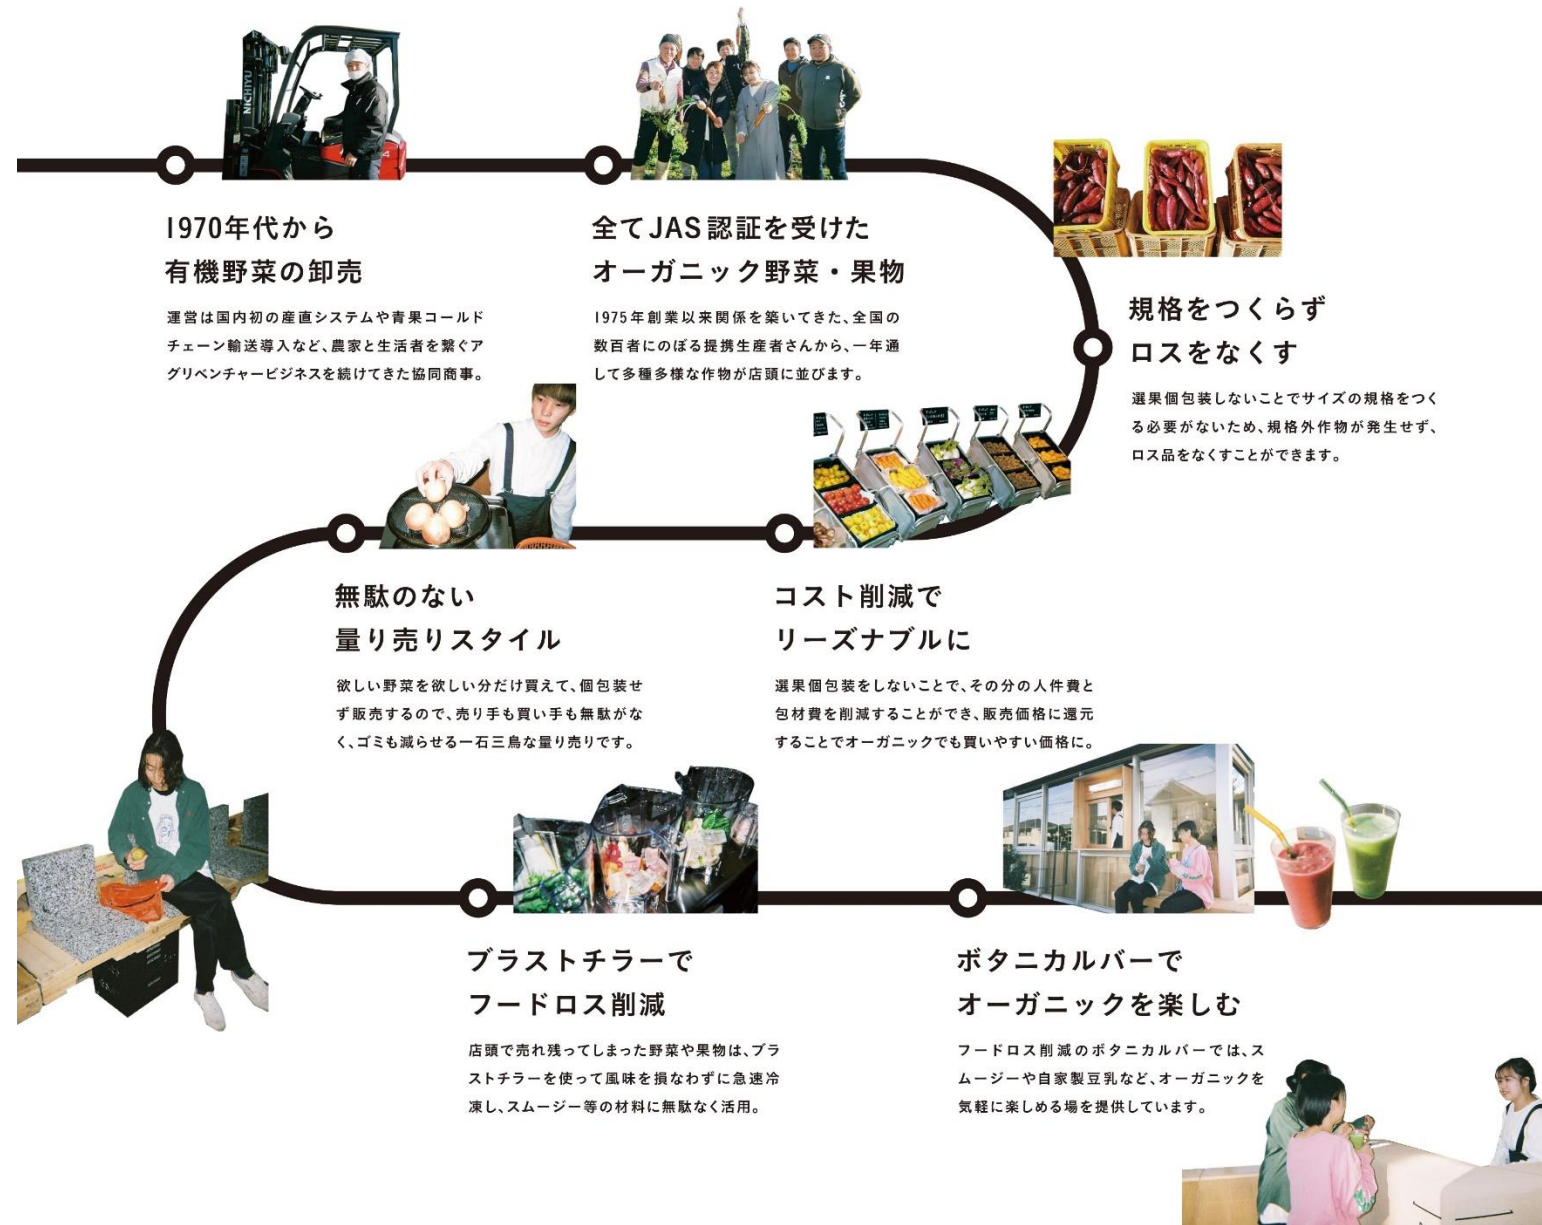 NICHIYU
4
1970年代から
有機野菜の卸売
運営は国内初の産直システムや青果コールド
チェーン輸送導入など、農家と生活者を繋ぐア
グリベンチャービジネスを続けてきた協同商事。
全てJAS認証を受けた
オーガニック野菜・果物
1975年創業以来関係を築いてきた、全国の
数百者にのぼる提携生産者さんから、一年通
して多種多様な作物が店頭に並びます。
規格をつくらず
ロスをなくす
選果個包装しないことでサイズの規格をつく
る必要がないため、規格外作物が発生せず、
ロス品をなくすことができます。
コスト削減で
リーズナブルに
選果個包装をしないことで、その分の人件費と
包材費を削減することができ、販売価格に還元
することでオーガニックでも買いやすい価格に。
無駄のない
量り売りスタイル
欲しい野菜を欲しい分だけ買えて、個包装せ
ず販売するので、売り手も買い手も無駄がな
く、ゴミも減らせる一石三鳥な量り売りです。
ブラストチラーで
フードロス削減
店頭で売れ残ってしまった野菜や果物は、ブラ
ストチラーを使って風味を損なわずに急速冷
凍し、スムージー等の材料に無駄なく活用。
ボタニカルバーで
オーガニックを楽しむ
フードロス削減のボタニカルバーでは、ス
ムージーや自家製豆乳など、オーガニックを
気軽に楽しめる場を提供しています。